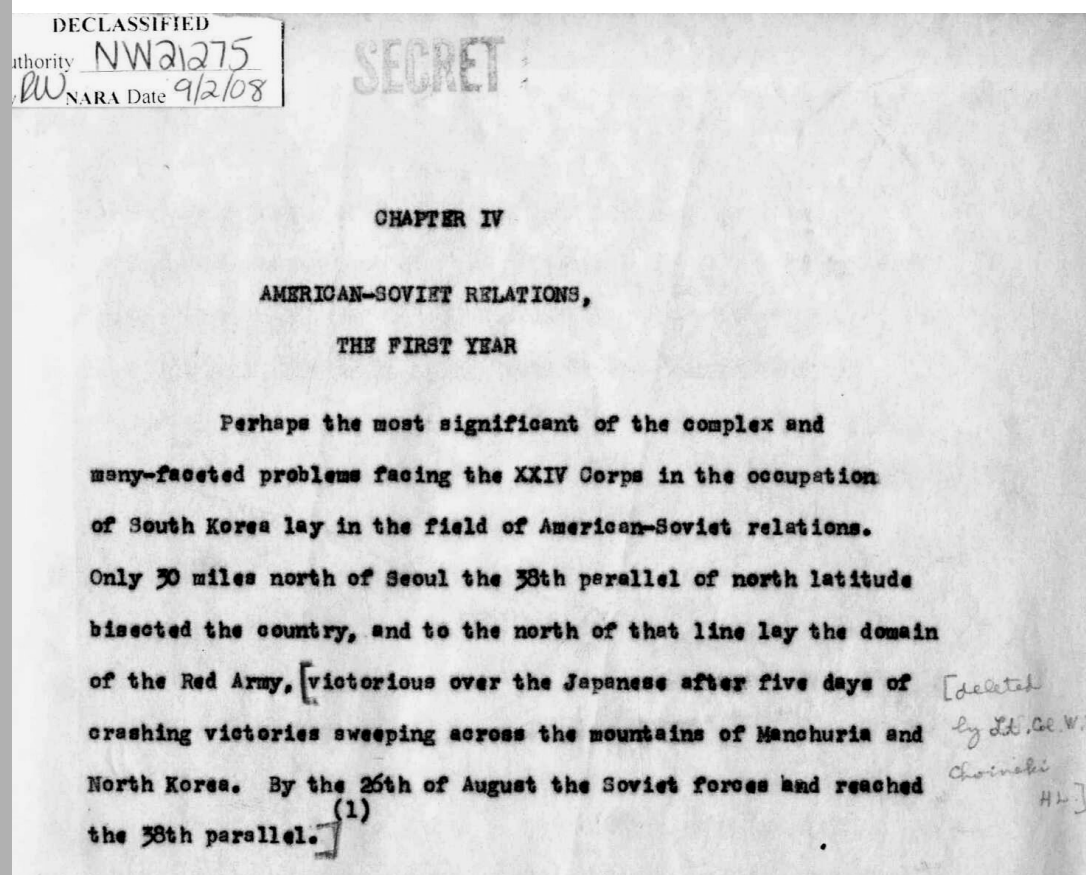 DECLASSIFIED
uthority NW21275
RW NARA Date 9/2/08
SECRET
CHAPTER IV
AMERICAN-SOVIET RELATIONS,
THE FIRST YEAR
Perhaps the most significant of the complex and
many-faceted problems facing the XXIV Corps in the occupation
of South Korea lay in the field of American-Soviet relations.
Only 30 miles north of Seoul the 38th parallel of north latitude
bisected the country, and to the north of that line lay the domain
of the Red Army, [victorious over the Japanese after five days of
crashing victories sweeping across the mountains of Manchuria and
North Korea. By the 26th of August the Soviet forces had reached
the 38th parallel.](1)
[deleted
by Lt. Col. W.
Choinski
HL]